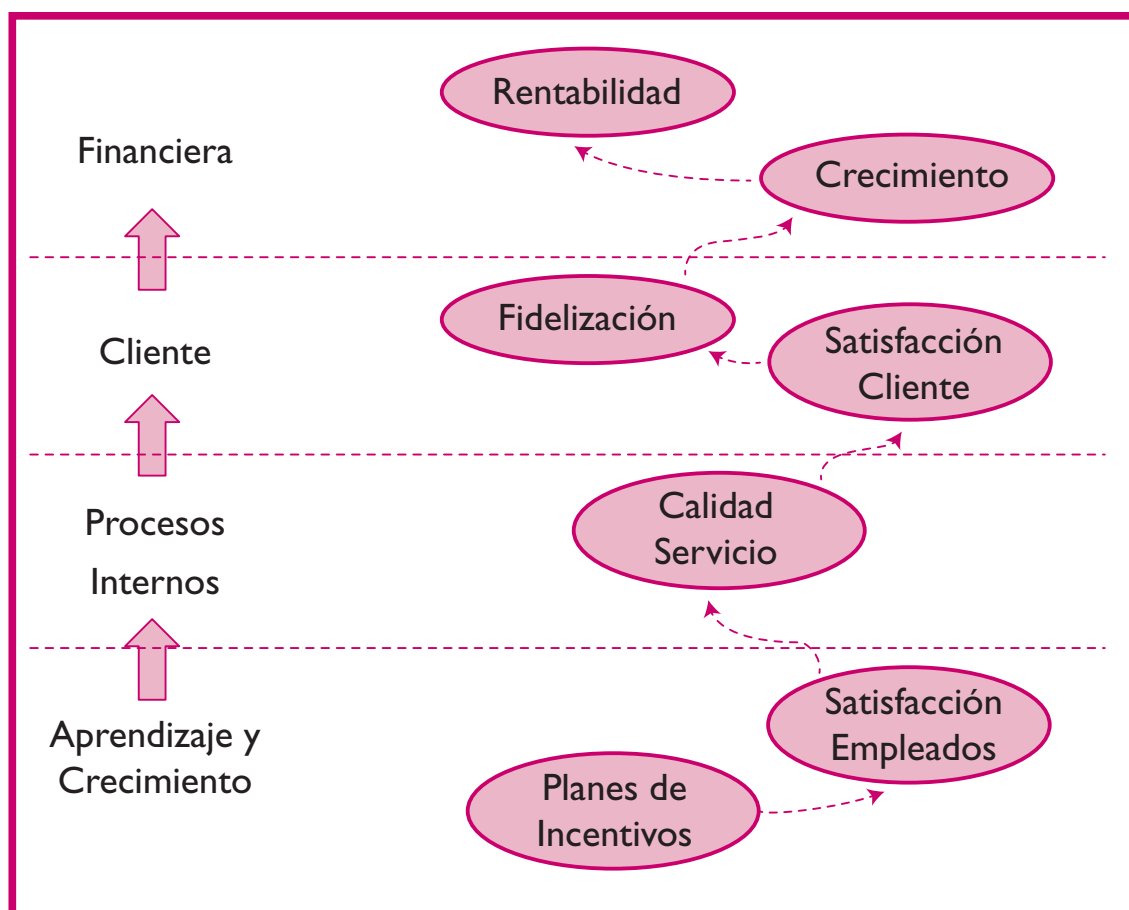 Rentabilidad
Financiera
Crecimiento
Fidelización
Cliente
Satisfacción
Cliente
Procesos
Internos
Calidad
Servicio
Aprendizaje y
Crecimiento
Satisfacción
Empleados
Planes de
Incentivos